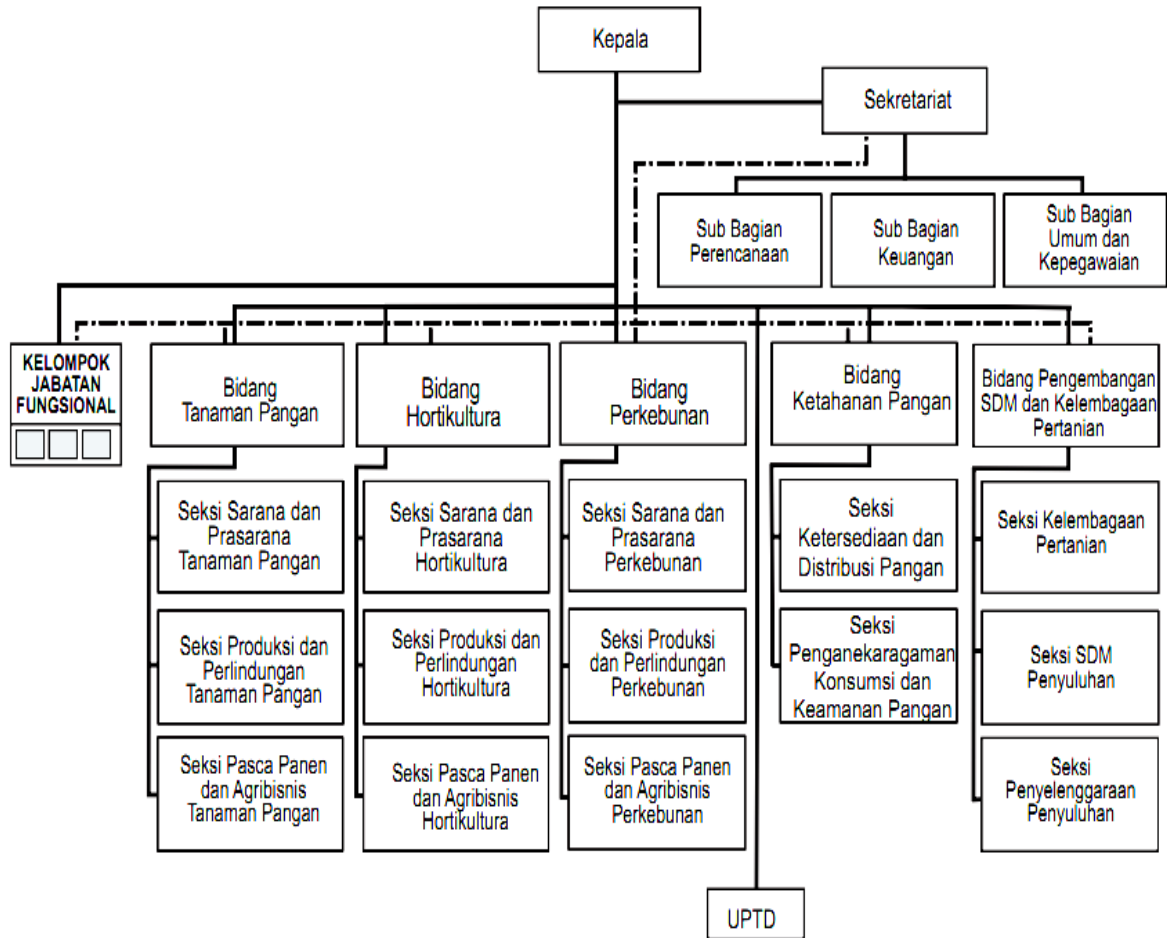 Kepala
Sekretariat
Sub Bagian
Perencanaan
Sub Bagian
Keuangan
Sub Bagian
Umum dan
Kepegawaian
KELOMPOK
JABATAN
FUNGSIONAL
Bidang
Tanaman Pangan
Bidang
Hortikultura
Bidang
Perkebunan
Bidang
Ketahanan Pangan
Bidang Pengembangan
SDM dan Kelembagaan
Pertanian
Seksi Sarana dan
Prasarana
Tanaman Pangan
Seksi Sarana dan
Prasarana
Hortikultura
Seksi Sarana dan
Prasarana
Perkebunan
Seksi
Ketersediaan dan
Distribusi Pangan
Seksi Kelembagaan
Pertanian
Seksi Produksi dan
Perlindungan
Tanaman Pangan
Seksi Produksi dan
Perlindungan
Hortikultura
Seksi Produksi
dan Perlindungan
Perkebunan
Seksi
Penganekaragaman
Konsumsi dan
Keamanan Pangan
Seksi SDM
Penyuluhan
Seksi Pasca Panen
dan Agribisnis
Tanaman Pangan
Seksi Pasca Panen
dan Agribisnis
Hortikultura
Seksi Pasca Panen
dan Agribisnis
Perkebunan
Seksi
Penyelenggaraan
Penyuluhan
UPTD